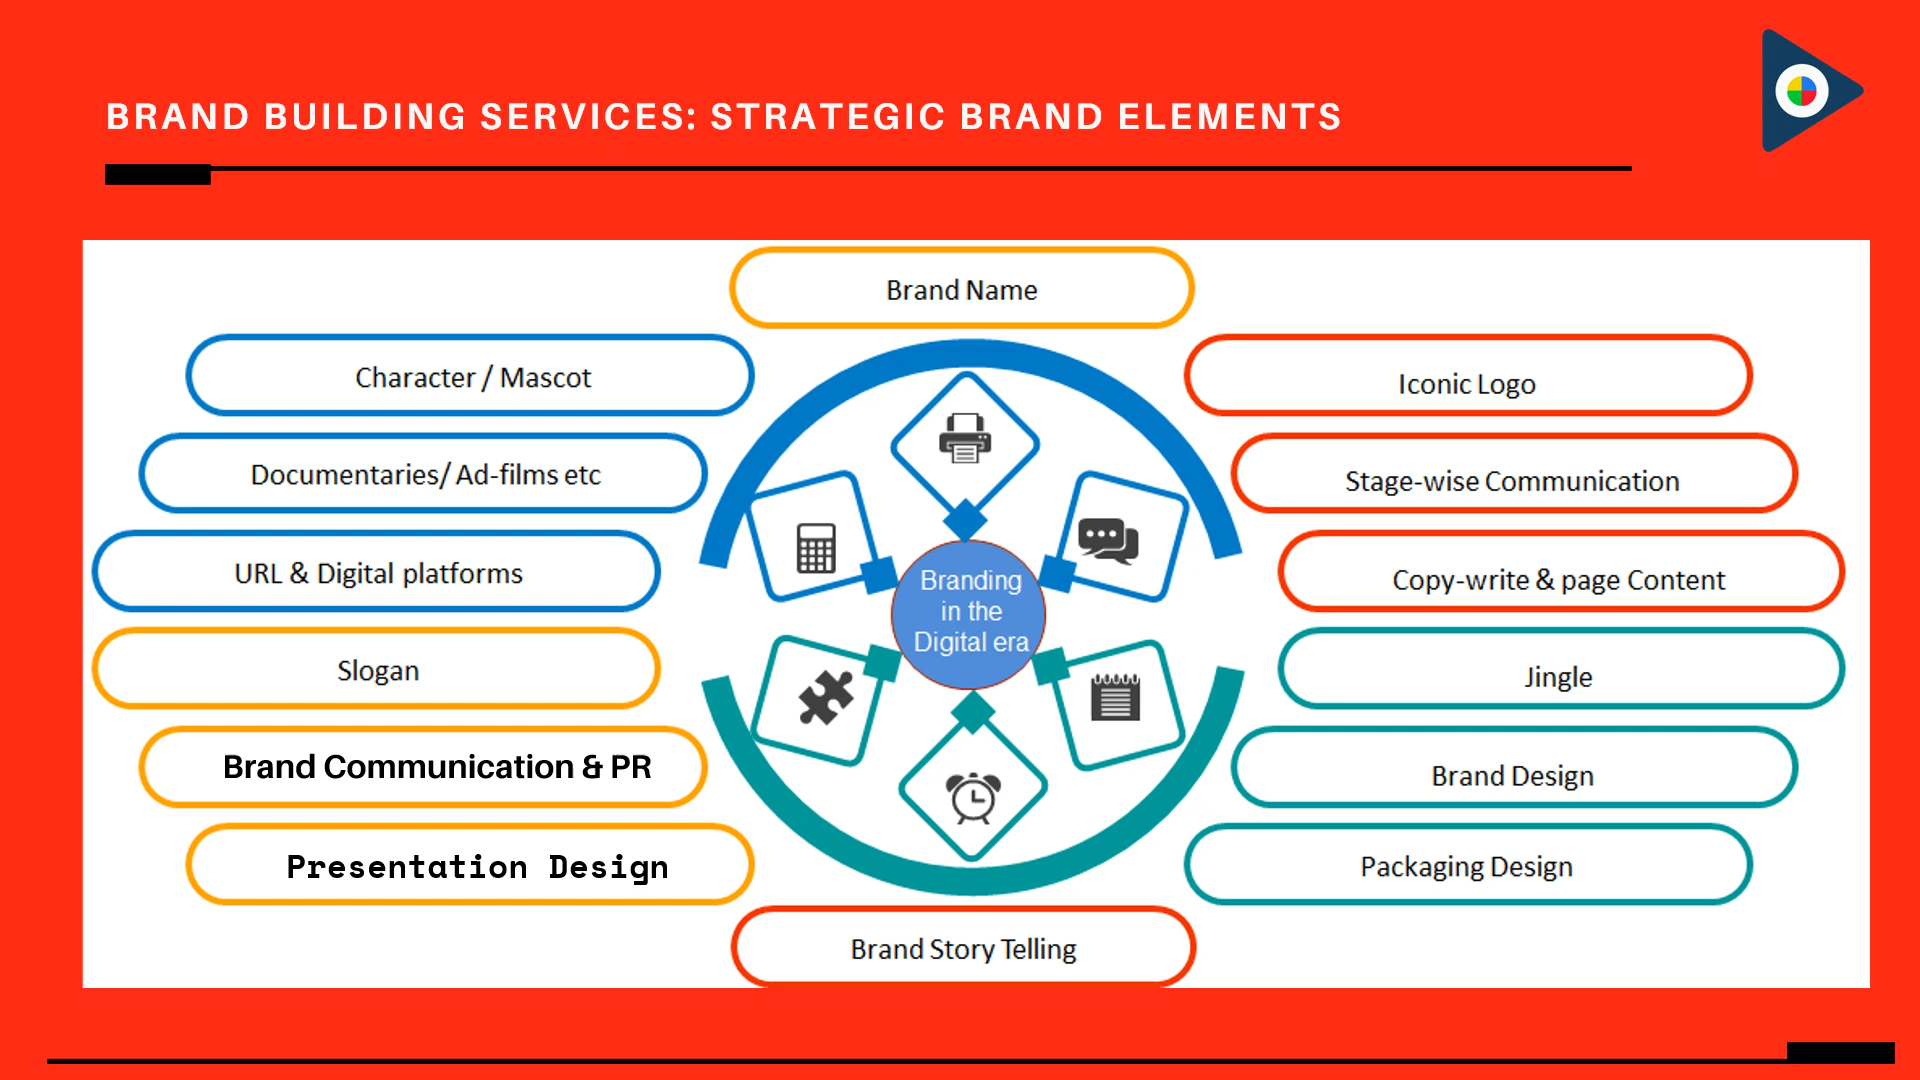 BRAND BUILDING SERVICES: STRATEGIC BRAND ELEMENTS
Brand Name
Character / Mascot
Iconic Logo
Documentaries/ Ad-films etc
Stage-wise Communication
URL & Digital platforms
Copy-write & page Content
Branding
in the
Digital era
Slogan
Jingle
Brand Communication & PR
Brand Design
Presentation Design
Packaging Design
Brand Story Telling